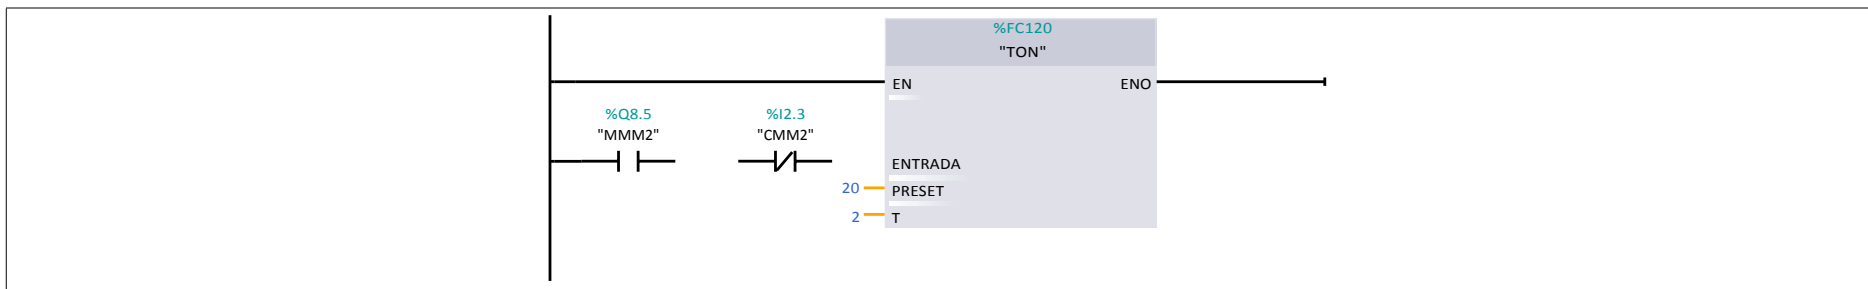 %FC120
"TON"
EN
ENO
%Q8.5
%I2.3
"MMM2"
"CMM2"
ENTRADA
20
PRESET
2
T